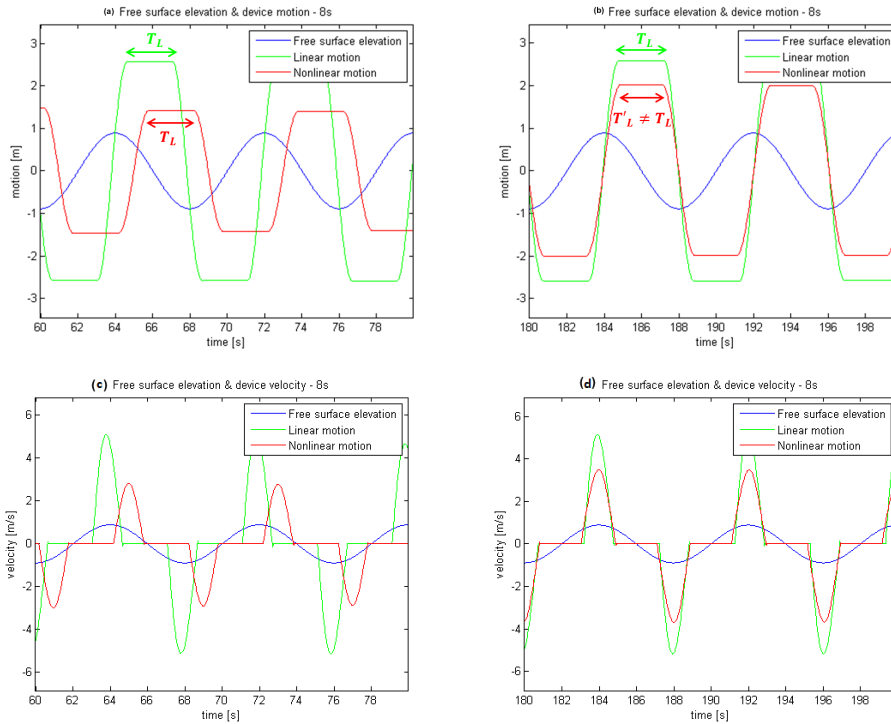 (a) Free surface elevation & device motion - 8s
T_L
Free surface elevation
Linear motion
Nonlinear motion
T_L
motion [m]
3
2
1
0
-1
-2
-3
60 62 64 66 68 70 72 74 76 78
time [s]
(b) Free surface elevation & device motion - 8s
T_L
Free surface elevation
Linear motion
Nonlinear motion
T'_L ≠ T_L
motion [m]
3
2
1
0
-1
-2
-3
180 182 184 186 188 190 192 194 196 198
time [s]
(c) Free surface elevation & device velocity - 8s
Free surface elevation
Linear motion
Nonlinear motion
velocity [m/s]
6
4
2
0
-2
-4
-6
60 62 64 66 68 70 72 74 76 78
time [s]
(d) Free surface elevation & device velocity - 8s
Free surface elevation
Linear motion
Nonlinear motion
velocity [m/s]
6
4
2
0
-2
-4
-6
180 182 184 186 188 190 192 194 196 198
time [s]